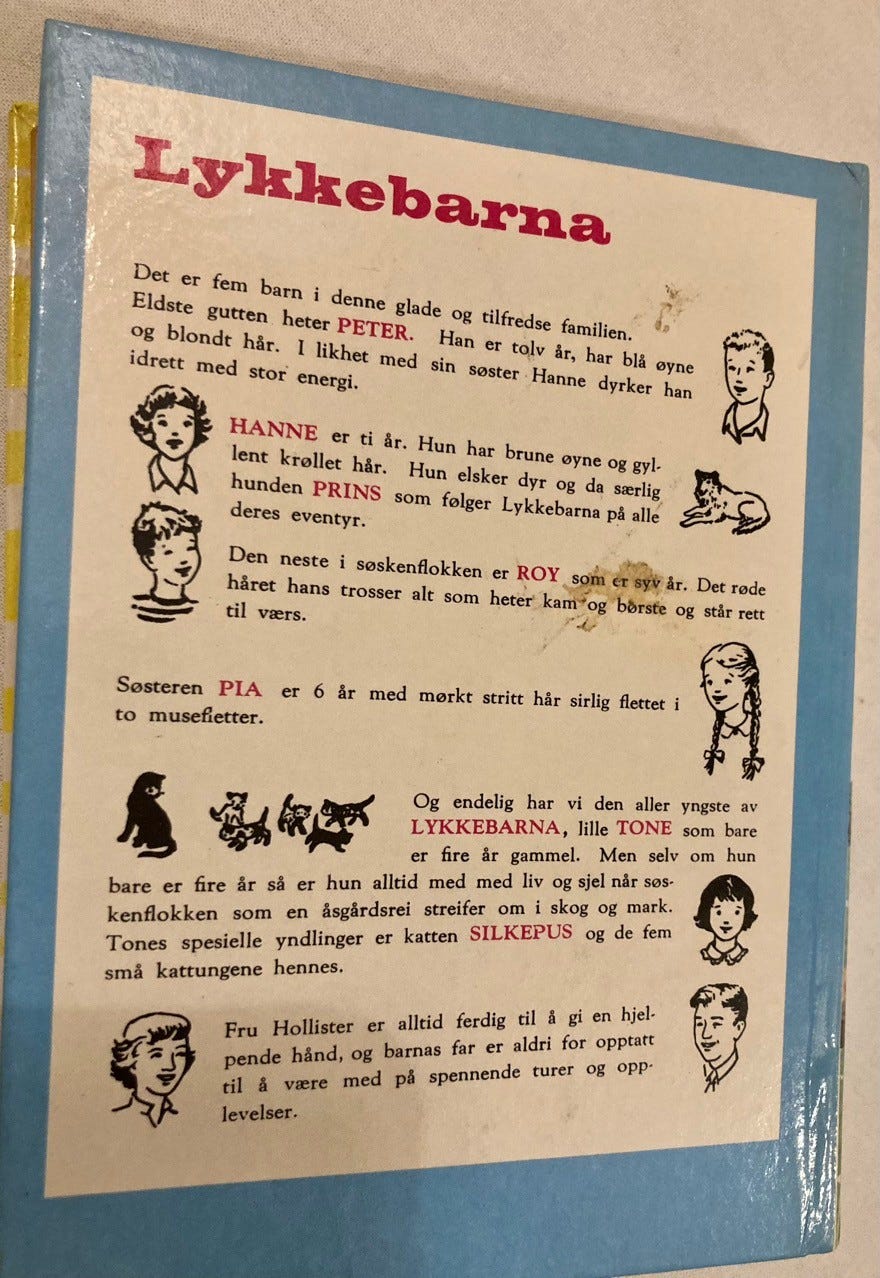 Lykkebarna
Det er fem barn i denne glade og tilfredse familien.
Eldste gutten heter PETER. Han er tolv år, har blå øyne
og blondt hår. I likhet med sin søster Hanne dyrker han
idrett med stor energi.
HANNE er ti år. Hun har brune øyne og gyl-
lent krøllet hår. Hun elsker dyr og da særlig
hunden PRINS som følger Lykkebarna på alle
deres eventyr.
Den neste i søskenflokken er ROY som er syv år. Det røde
håret hans trosser alt som heter kam og børste og står rett
til værs.
Søsteren PIA er 6 år med mørkt stritt hår sirlig flettet i
to musefletter.
Og endelig har vi den aller yngste av
LYKKEBARNA, lille TONE som bare
er fire år gammel. Men selv om hun
bare er fire år så er hun alltid med med liv og sjel når søs-
kenflokken som en åsgårdsrei streifer om i skog og mark.
Tones spesielle yndlinger er katten SILKEPUS og de fem
små kattungene hennes.
Fru Hollister er alltid ferdig til å gi en hjel-
pende hånd, og barnas far er aldri for opptatt
til å være med på spennende turer og opp-
levelser.